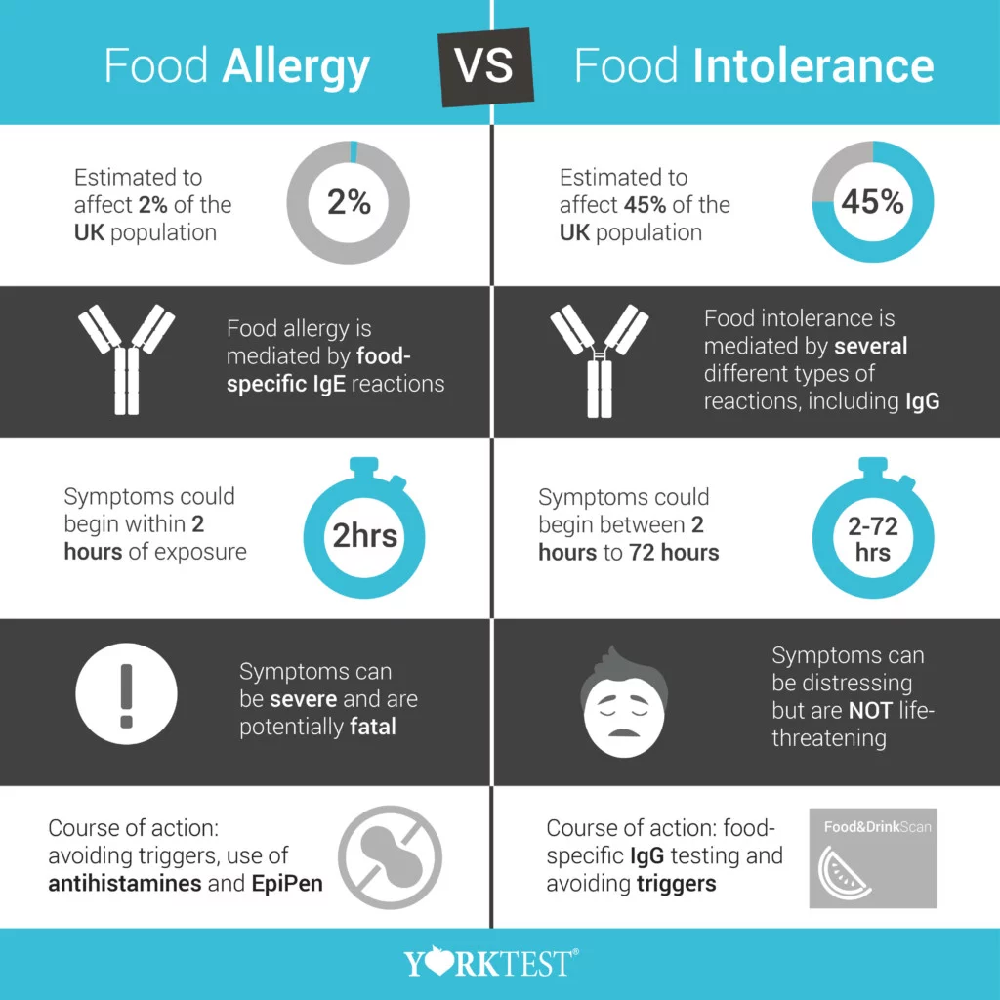 Food Allergy
VS
Food Intolerance
Estimated to
affect 2% of the
UK population
2%
Estimated to
affect 45% of the
UK population
45%
Food allergy is
mediated by food-
specific IgE reactions
Food intolerance is
mediated by several
different types of
reactions, including IgG
Symptoms could
begin within 2
hours of exposure
2hrs
Symptoms could
begin between 2
hours to 72 hours
2-72
hrs
Symptoms can
be severe and are
potentially fatal
Symptoms can
be distressing
but are NOT life-
threatening
Course of action:
avoiding triggers, use of
antihistamines and EpiPen
Course of action: food-
specific IgG testing and
avoiding triggers
Food&DrinkScan
YORKTEST®